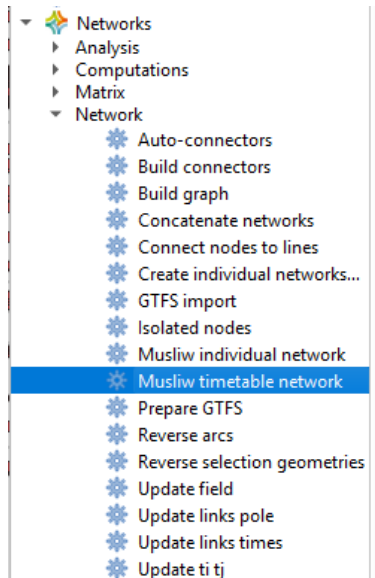 Networks
Analysis
Computations
Matrix
Network
Auto-connectors
Build connectors
Build graph
Concatenate networks
Connect nodes to lines
Create individual networks...
GTFS import
Isolated nodes
Musliw individual network
Musliw timetable network
Prepare GTFS
Reverse arcs
Reverse selection geometries
Update field
Update links pole
Update links times
Update ti tj